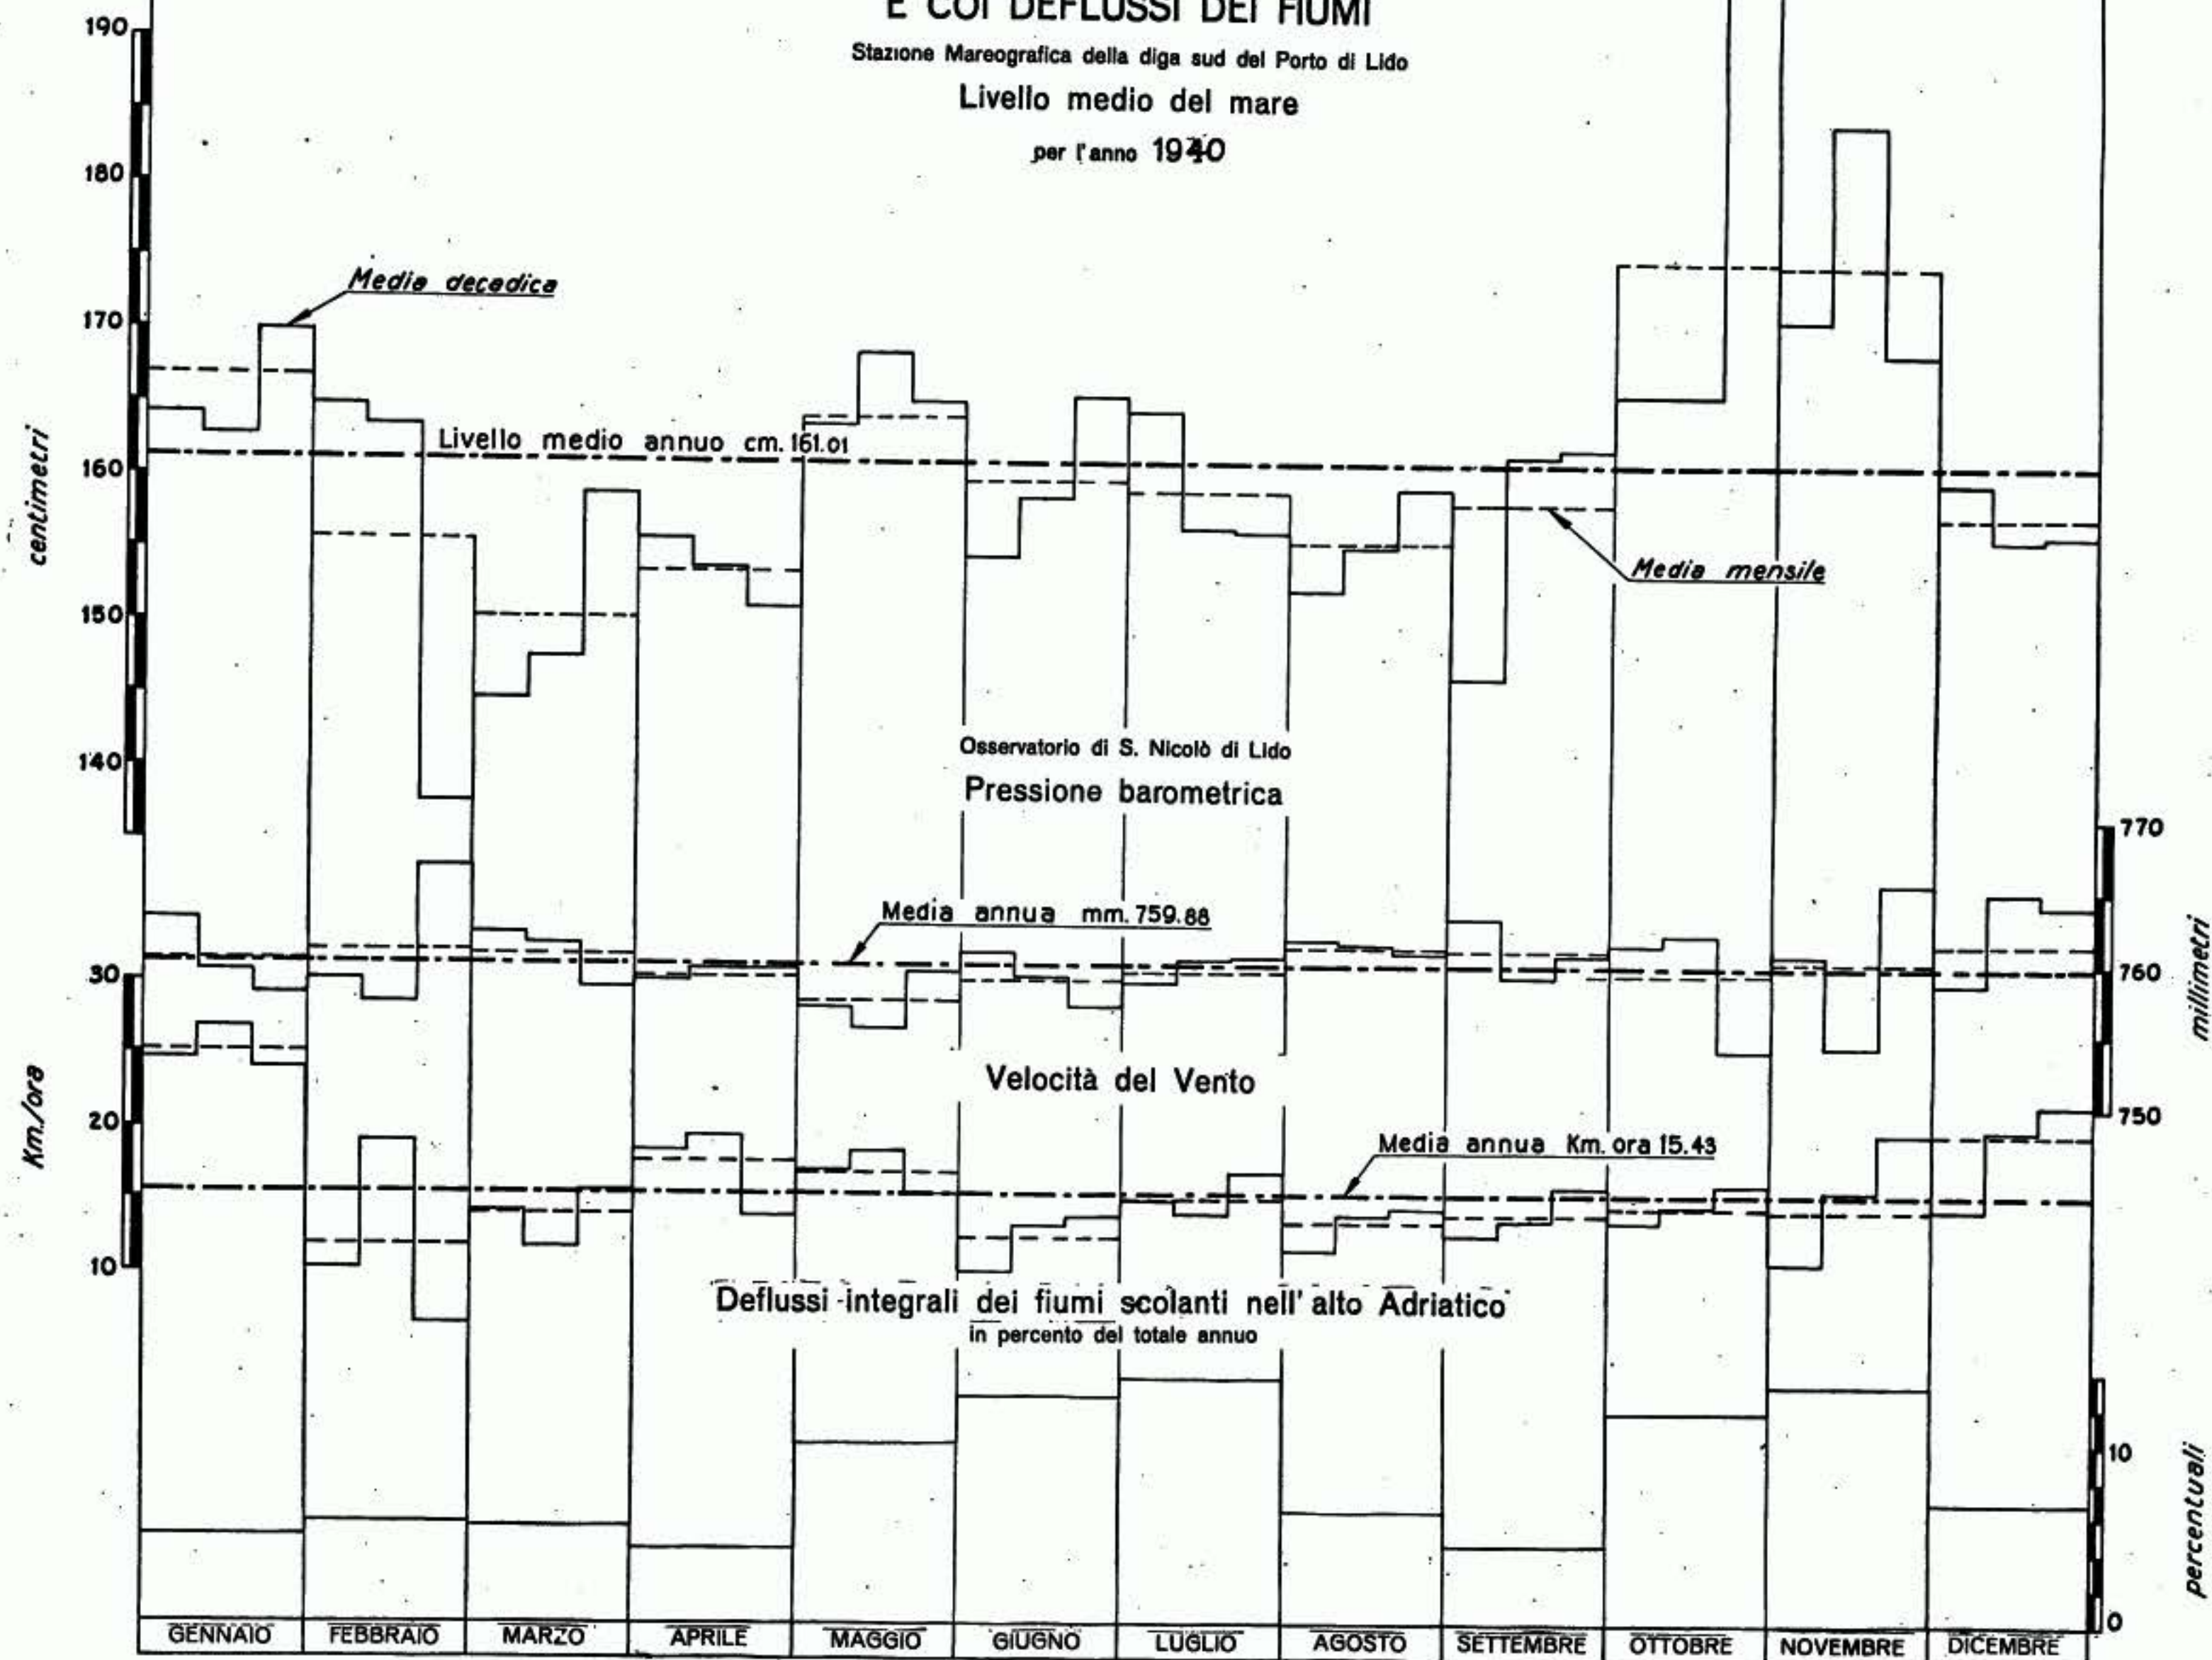 E COI DEFLUSSI DEI FIUMI
Stazione Mareografica della diga sud del Porto di Lido
Livello medio del mare
per l'anno 1940
190
180
170
160
150
140
centimetri
Media decadica
Livello medio annuo cm. 161.01
Media mensile
Osservatorio di S. Nicolò di Lido
Pressione barometrica
770
760
750
millimetri
Media annua mm. 759.88
30
20
10
Km./ora
Velocità del Vento
Media annua Km. ora 15.43
Deflussi integrali dei fiumi scolanti nell'alto Adriatico
in percento del totale annuo
10
0
percentuali
GENNAIO FEBBRAIO MARZO APRILE MAGGIO GIUGNO LUGLIO AGOSTO SETTEMBRE OTTOBRE NOVEMBRE DICEMBRE